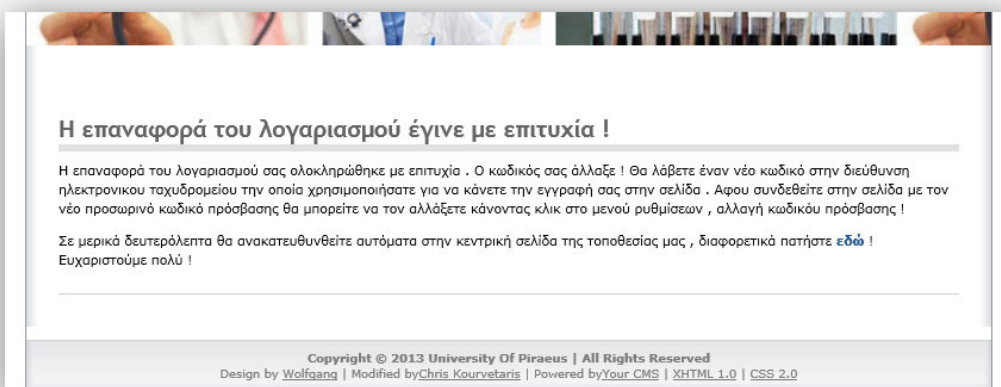 Η επαναφορά του λογαριασμού έγινε με επιτυχία !
Η επαναφορά του λογαριασμού σας ολοκληρώθηκε με επιτυχία . Ο κωδικός σας άλλαξε ! Θα λάβετε έναν νέο κωδικό στην διεύθυνση
ηλεκτρονικου ταχυδρομείου την οποία χρησιμοποιήσατε για να κάνετε την εγγραφή σας στην σελίδα . Αφου συνδεθείτε στην σελίδα με τον
νέο προσωρινό κωδικό πρόσβασης θα μπορείτε να τον αλλάξετε κάνοντας κλικ στο μενού ρυθμίσεων , αλλαγή κωδικόυ πρόσβασης !
Σε μερικά δευτερόλεπτα θα ανακατευθυνθείτε αυτόματα στην κεντρική σελίδα της τοποθεσίας μας , διαφορετικά πατήστε εδώ !
Ευχαριστούμε πολύ !
Copyright © 2013 University Of Piraeus | All Rights Reserved
Design by Wolfgang | Modified byChris Kourvetaris | Powered byYour CMS | XHTML 1.0 | CSS 2.0